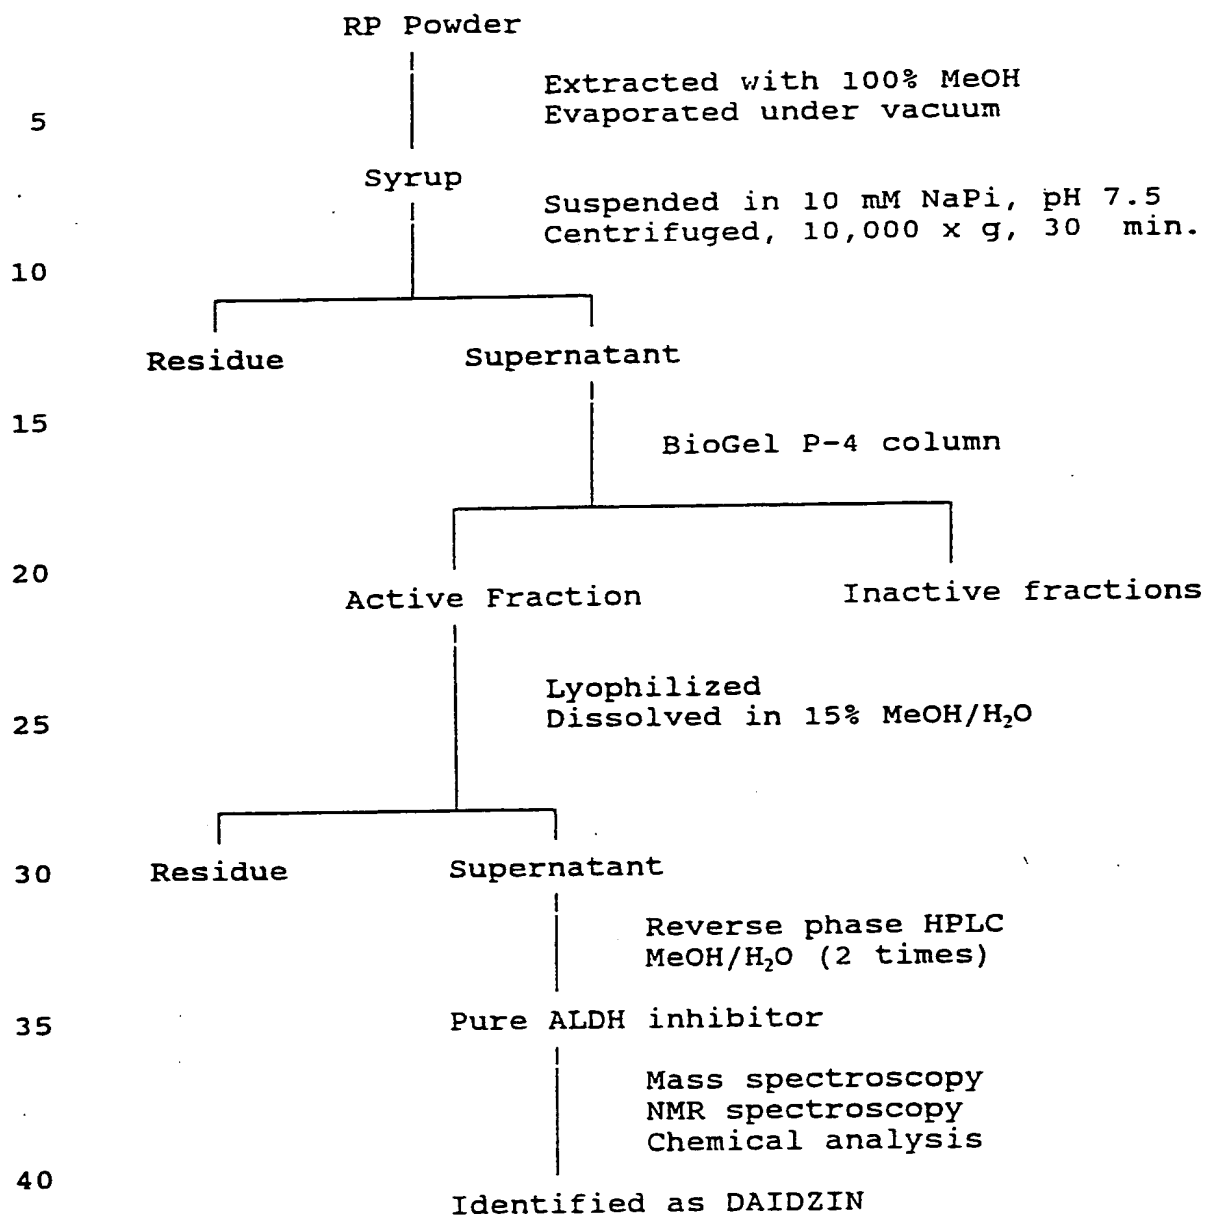 RP Powder
Extracted with 100% MeOH
5
Evaporated under vacuum
Syrup
Suspended in 10 mM NaPi, pH 7.5
Centrifuged, 10,000 x g, 30 min.
10
Residue
Supernatant
15
BioGel P-4 column
20
Active Fraction
Inactive fractions
Lyophilized
25
Dissolved in 15% MeOH/H₂O
30
Residue
Supernatant
Reverse phase HPLC
MeOH/H₂O (2 times)
35
Pure ALDH inhibitor
Mass spectroscopy
NMR spectroscopy
Chemical analysis
40
Identified as DAIDZIN